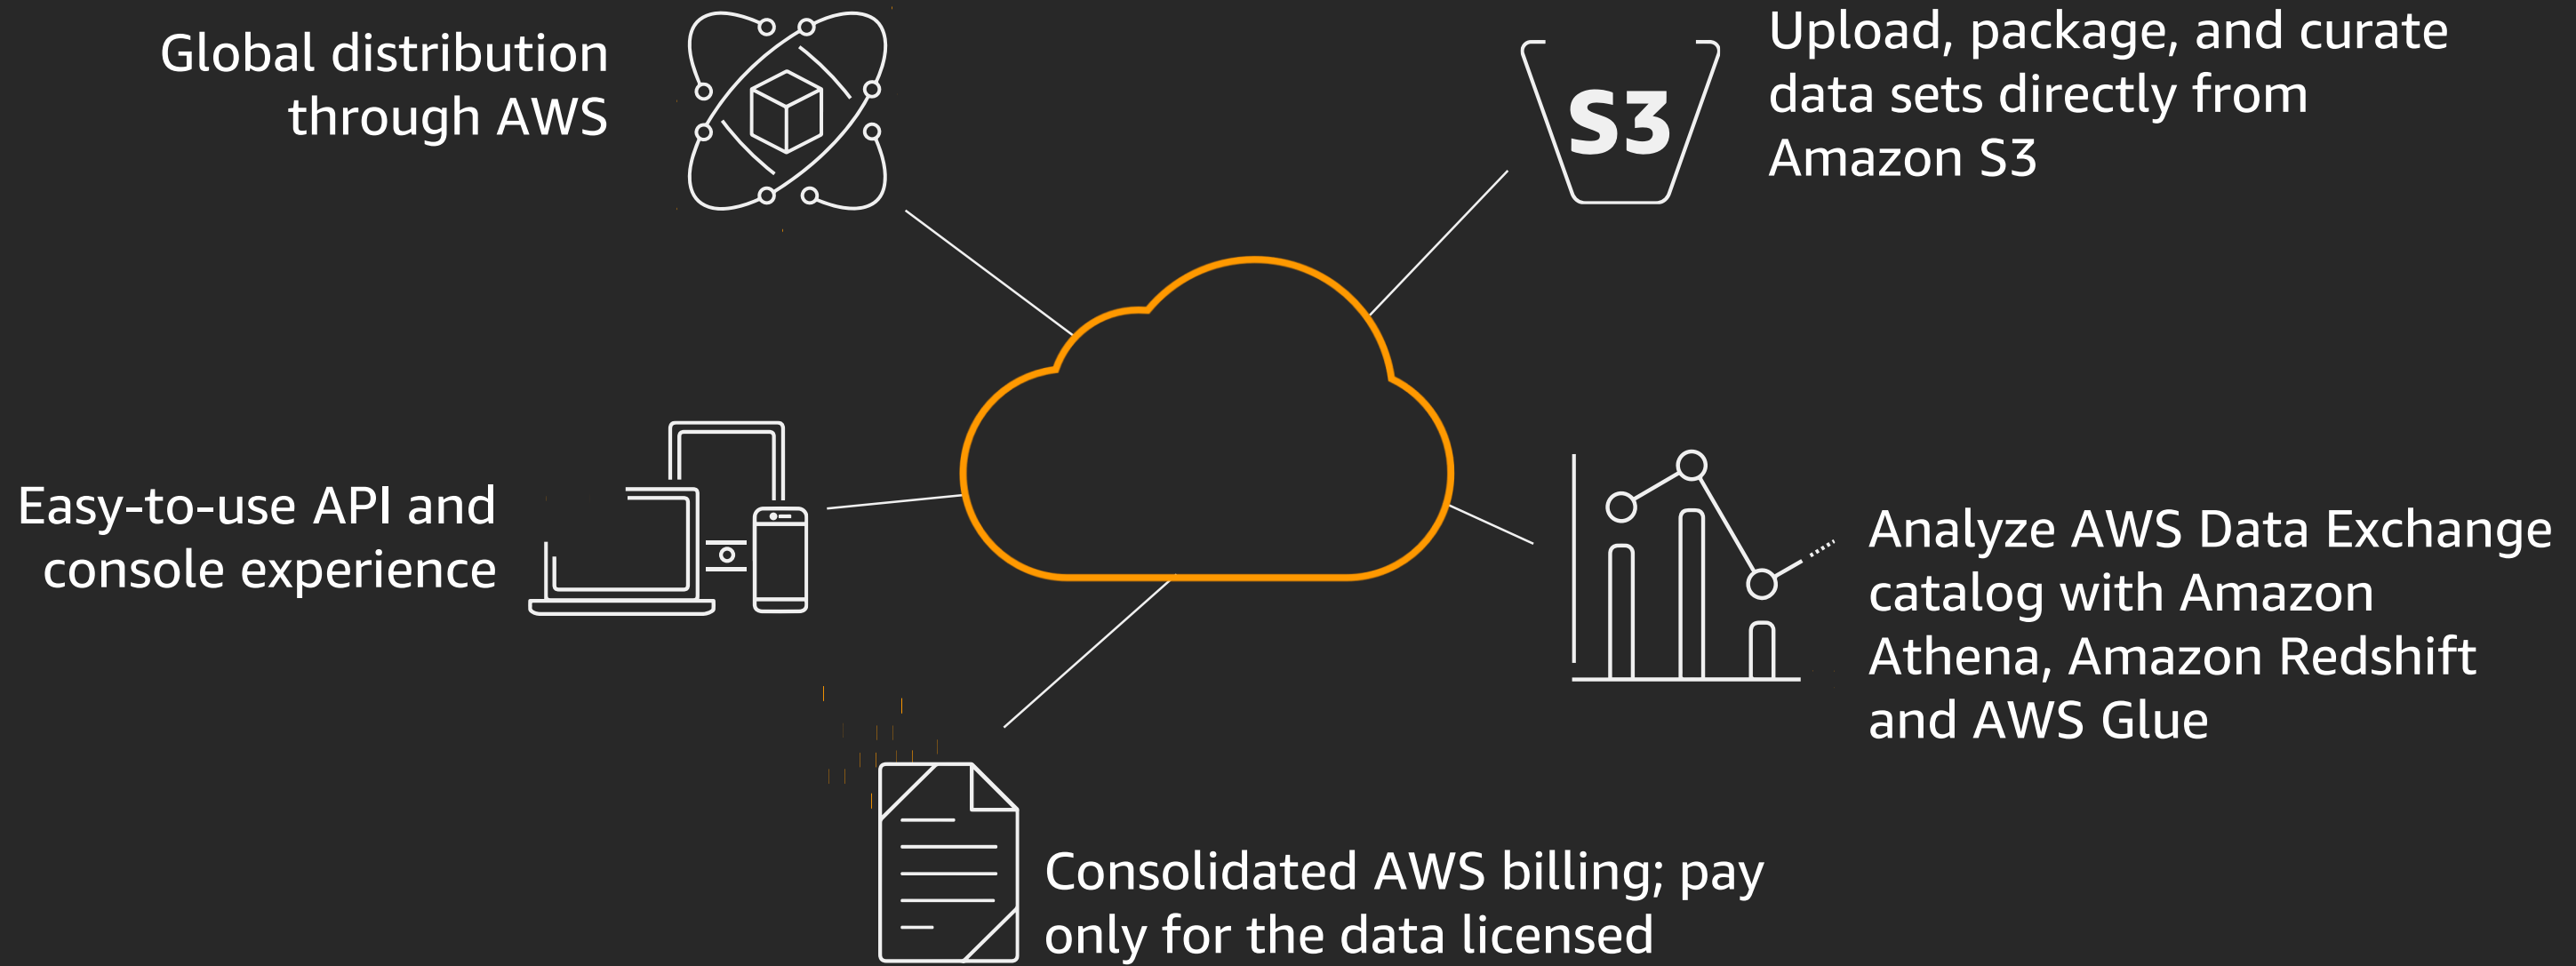 Global distribution
through AWS
S3
Upload, package, and curate
data sets directly from
Amazon S3
Easy-to-use API and
console experience
Analyze AWS Data Exchange
catalog with Amazon
Athena, Amazon Redshift
and AWS Glue
Consolidated AWS billing; pay
only for the data licensed